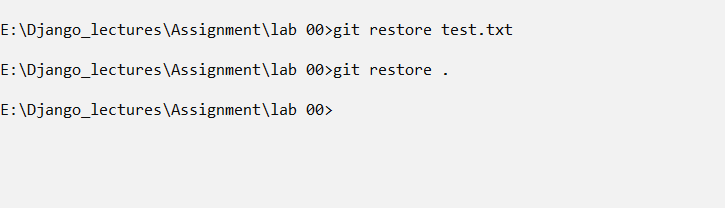 E:\Django_lectures\Assignment\lab 00>git restore test.txt
E:\Django_lectures\Assignment\lab 00>git restore .
E:\Django_lectures\Assignment\lab 00>